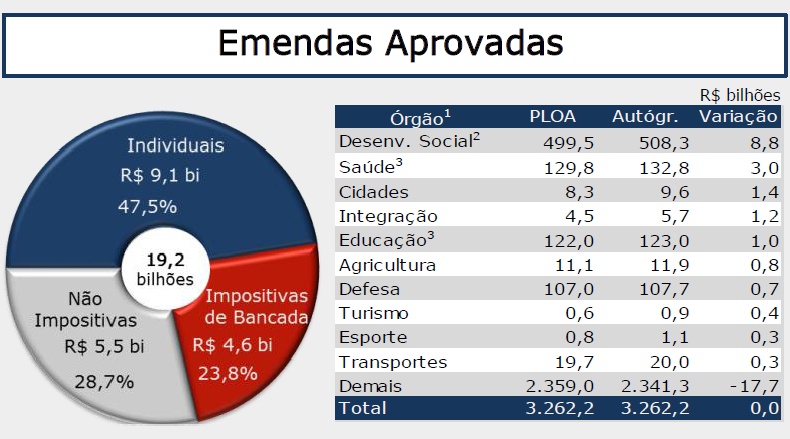 Emendas Aprovadas
Individuais
R$ 9,1 bi
47,5%
19,2
bilhões
Não
Impositivas
R$ 5,5 bi
28,7%
Impositivas
de Bancada
R$ 4,6 bi
23,8%
R$ bilhões
Órgão¹ PLOA Autógr. Variação
Desenv. Social² 499,5 508,3 8,8
Saúde³ 129,8 132,8 3,0
Cidades 8,3 9,6 1,4
Integração 4,5 5,7 1,2
Educação³ 122,0 123,0 1,0
Agricultura 11,1 11,9 0,8
Defesa 107,0 107,7 0,7
Turismo 0,6 0,9 0,4
Esporte 0,8 1,1 0,3
Transportes 19,7 20,0 0,3
Demais 2.359,0 2.341,3 -17,7
Total 3.262,2 3.262,2 0,0